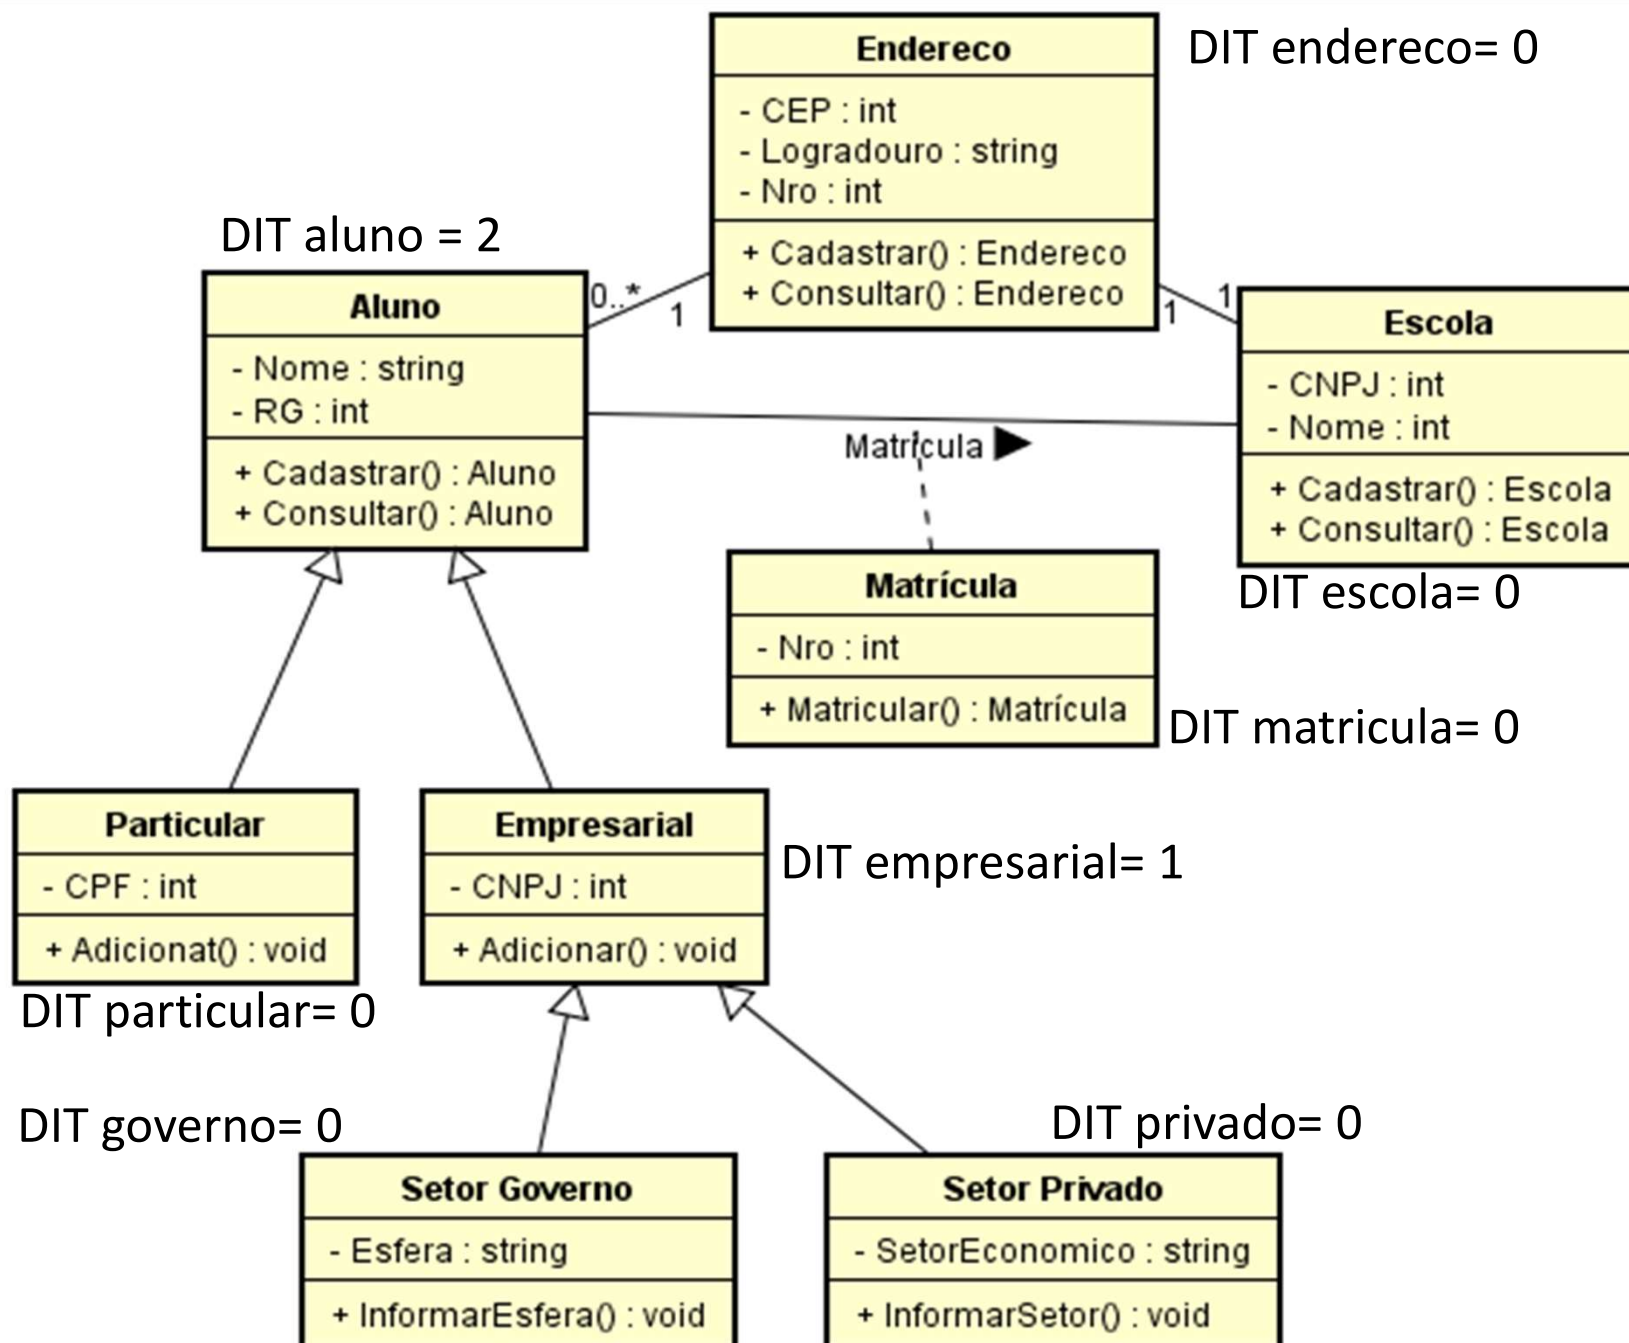 Endereco
- CEP : int
- Logradouro : string
- Nro : int
+ Cadastrar() : Endereco
+ Consultar() : Endereco
DIT endereco= 0
DIT aluno = 2
Aluno
- Nome : string
- RG : int
+ Cadastrar() : Aluno
+ Consultar() : Aluno
0..*
1
1
1
Escola
- CNPJ : int
- Nome : int
+ Cadastrar() : Escola
+ Consultar() : Escola
DIT escola= 0
Matrícula
Matrícula
- Nro : int
+ Matricular() : Matrícula
DIT matricula= 0
Particular
- CPF : int
+ Adicionat() : void
DIT particular= 0
Empresarial
- CNPJ : int
+ Adicionar() : void
DIT empresarial= 1
DIT governo= 0
Setor Governo
- Esfera : string
+ InformarEsfera() : void
DIT privado= 0
Setor Privado
- SetorEconomico : string
+ InformarSetor() : void